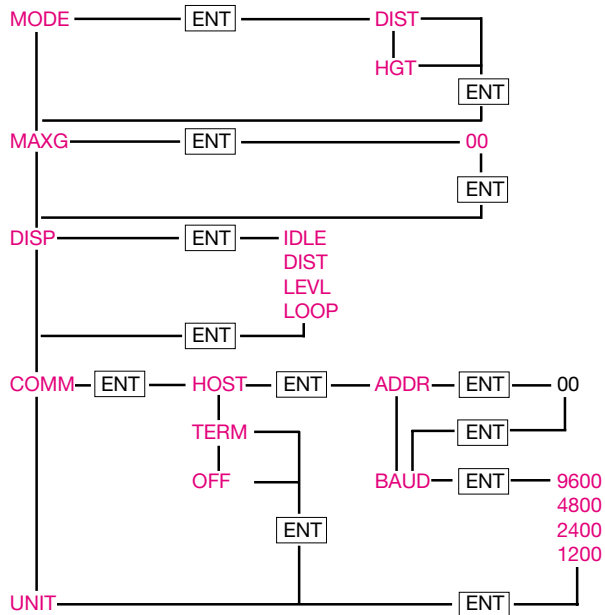 MODE ENT DIST
HGT
ENT
MAXG ENT 00
ENT
DISP ENT IDLE
DIST
LEVL
LOOP
ENT
COMM ENT HOST ENT ADDR ENT 00
TERM ENT
OFF BAUD ENT 9600
4800
2400
ENT
1200
UNIT ENT